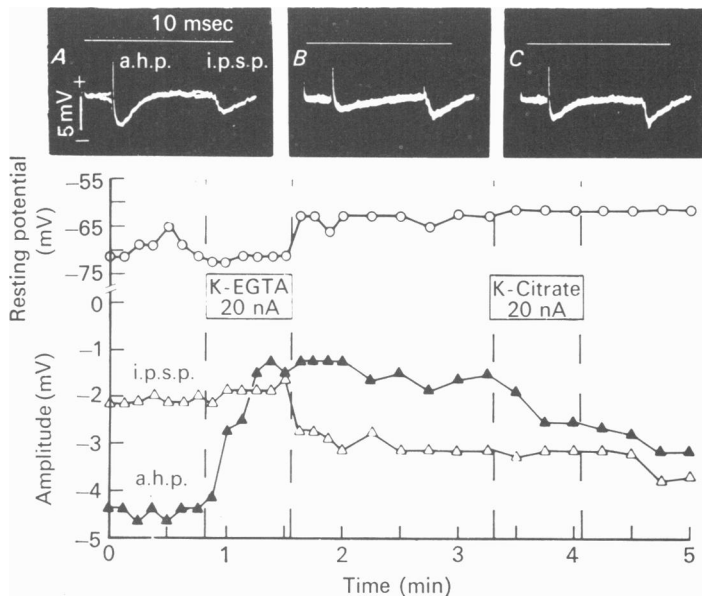 10 msec
A a.h.p. i.p.s.p. B C
+
5 mV
−
Resting potential
(mV)
−55
−65
−75
0
K-EGTA
20 nA
K-Citrate
20 nA
Amplitude (mV)
−1
−2
−3
−4
−5
i.p.s.p.
a.h.p.
0 1 2 3 4 5
Time (min)